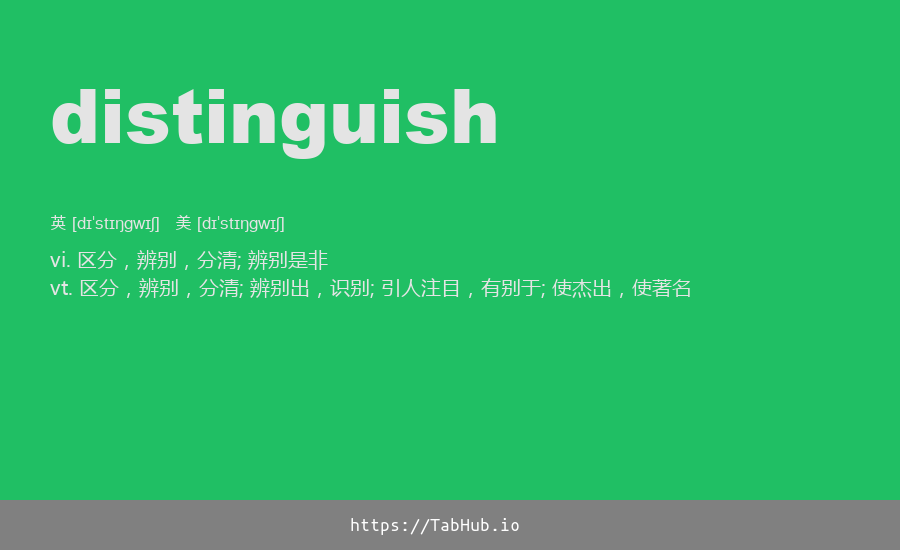 distinguish
英 [dɪˈstɪŋɡwɪʃ] 美 [dɪˈstɪŋɡwɪʃ]
vi. 区分，辨别，分清; 辨别是非
vt. 区分，辨别，分清; 辨别出，识别; 引人注目，有别于; 使杰出，使著名
https://TabHub.io